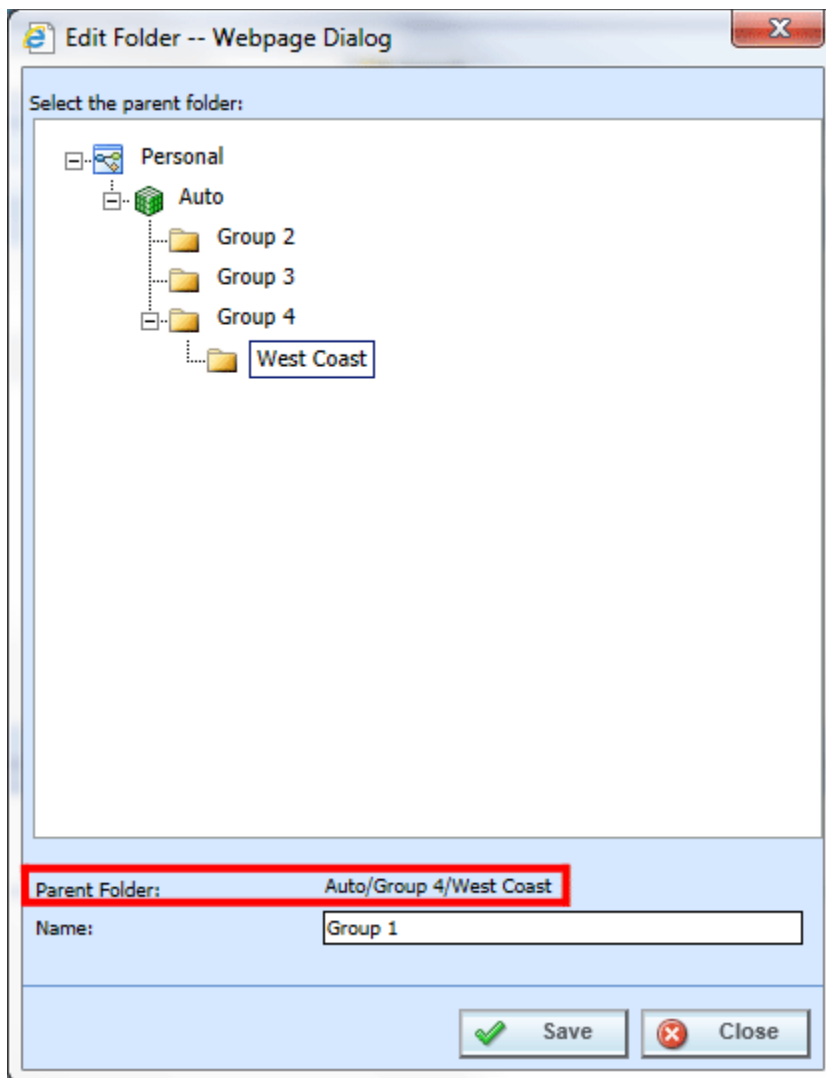 Edit Folder -- Webpage Dialog
Select the parent folder:
Personal
Auto
Group 2
Group 3
Group 4
West Coast
Parent Folder: Auto/Group 4/West Coast
Name: Group 1
Save Close